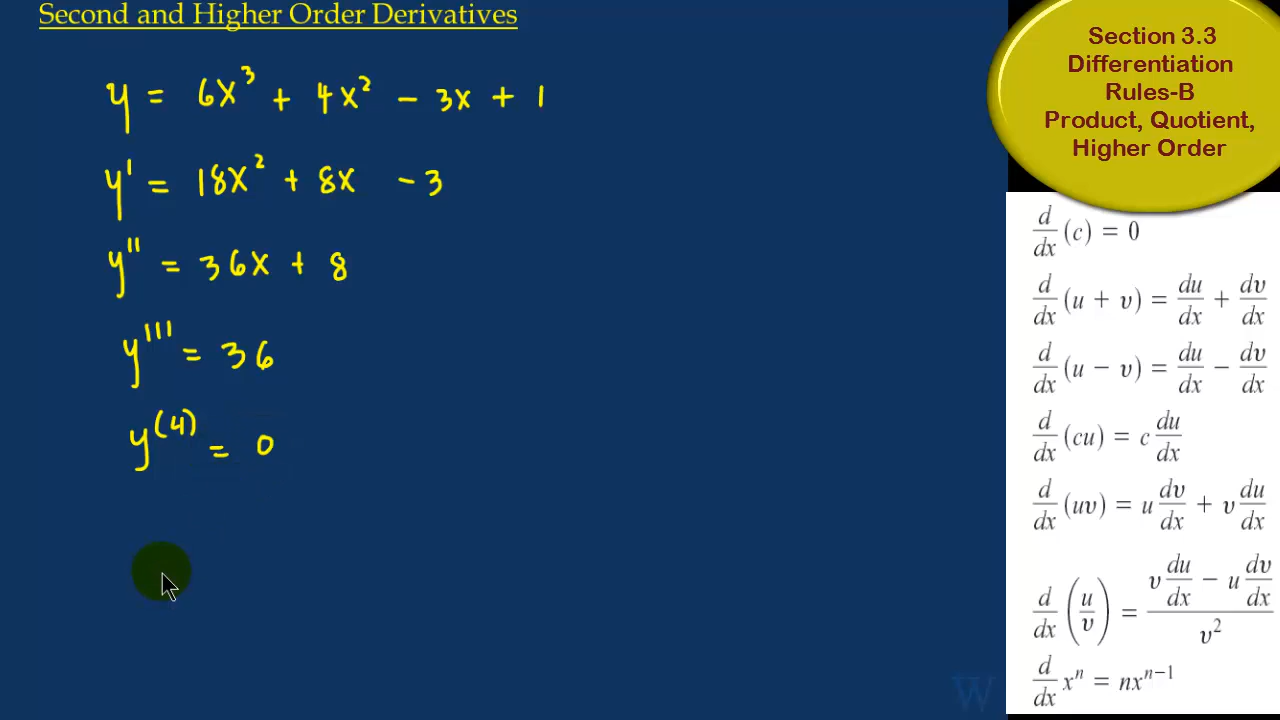 Second and Higher Order Derivatives
y = 6x³ + 4x² - 3x + 1
y' = 18x² + 8x - 3
y'' = 36x + 8
y''' = 36
y⁽⁴⁾ = 0
Section 3.3
Differentiation
Rules-B
Product, Quotient,
Higher Order
d/dx (c) = 0
d/dx (u + v) = du/dx + dv/dx
d/dx (u − v) = du/dx − dv/dx
d/dx (cu) = c du/dx
d/dx (uv) = u dv/dx + v du/dx
d/dx (u/v) = (v du/dx − u dv/dx) / v²
d/dx xⁿ = nxⁿ⁻¹
W